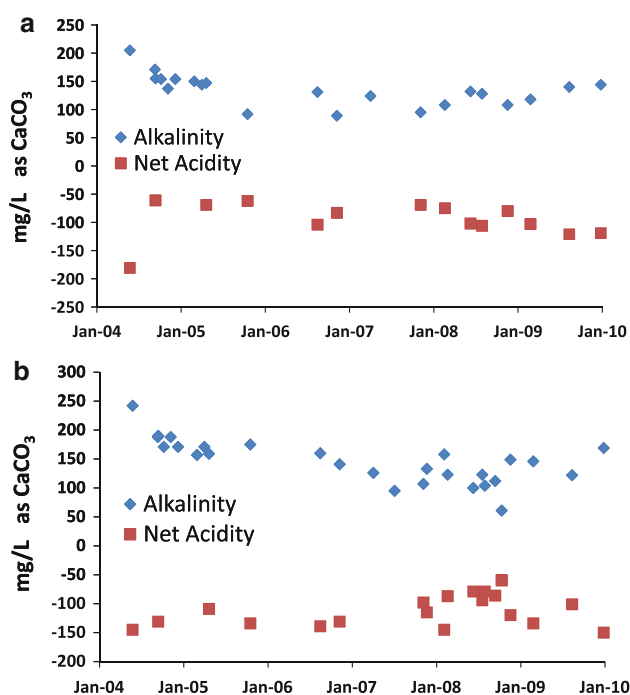 a
250
200
150
100
50
0
-50
-100
-150
-200
-250
mg/L as CaCO3
Alkalinity
Net Acidity
Jan-04 Jan-05 Jan-06 Jan-07 Jan-08 Jan-09 Jan-10
b
300
250
200
150
100
50
0
-50
-100
-150
-200
mg/L as CaCO3
Alkalinity
Net Acidity
Jan-04 Jan-05 Jan-06 Jan-07 Jan-08 Jan-09 Jan-10